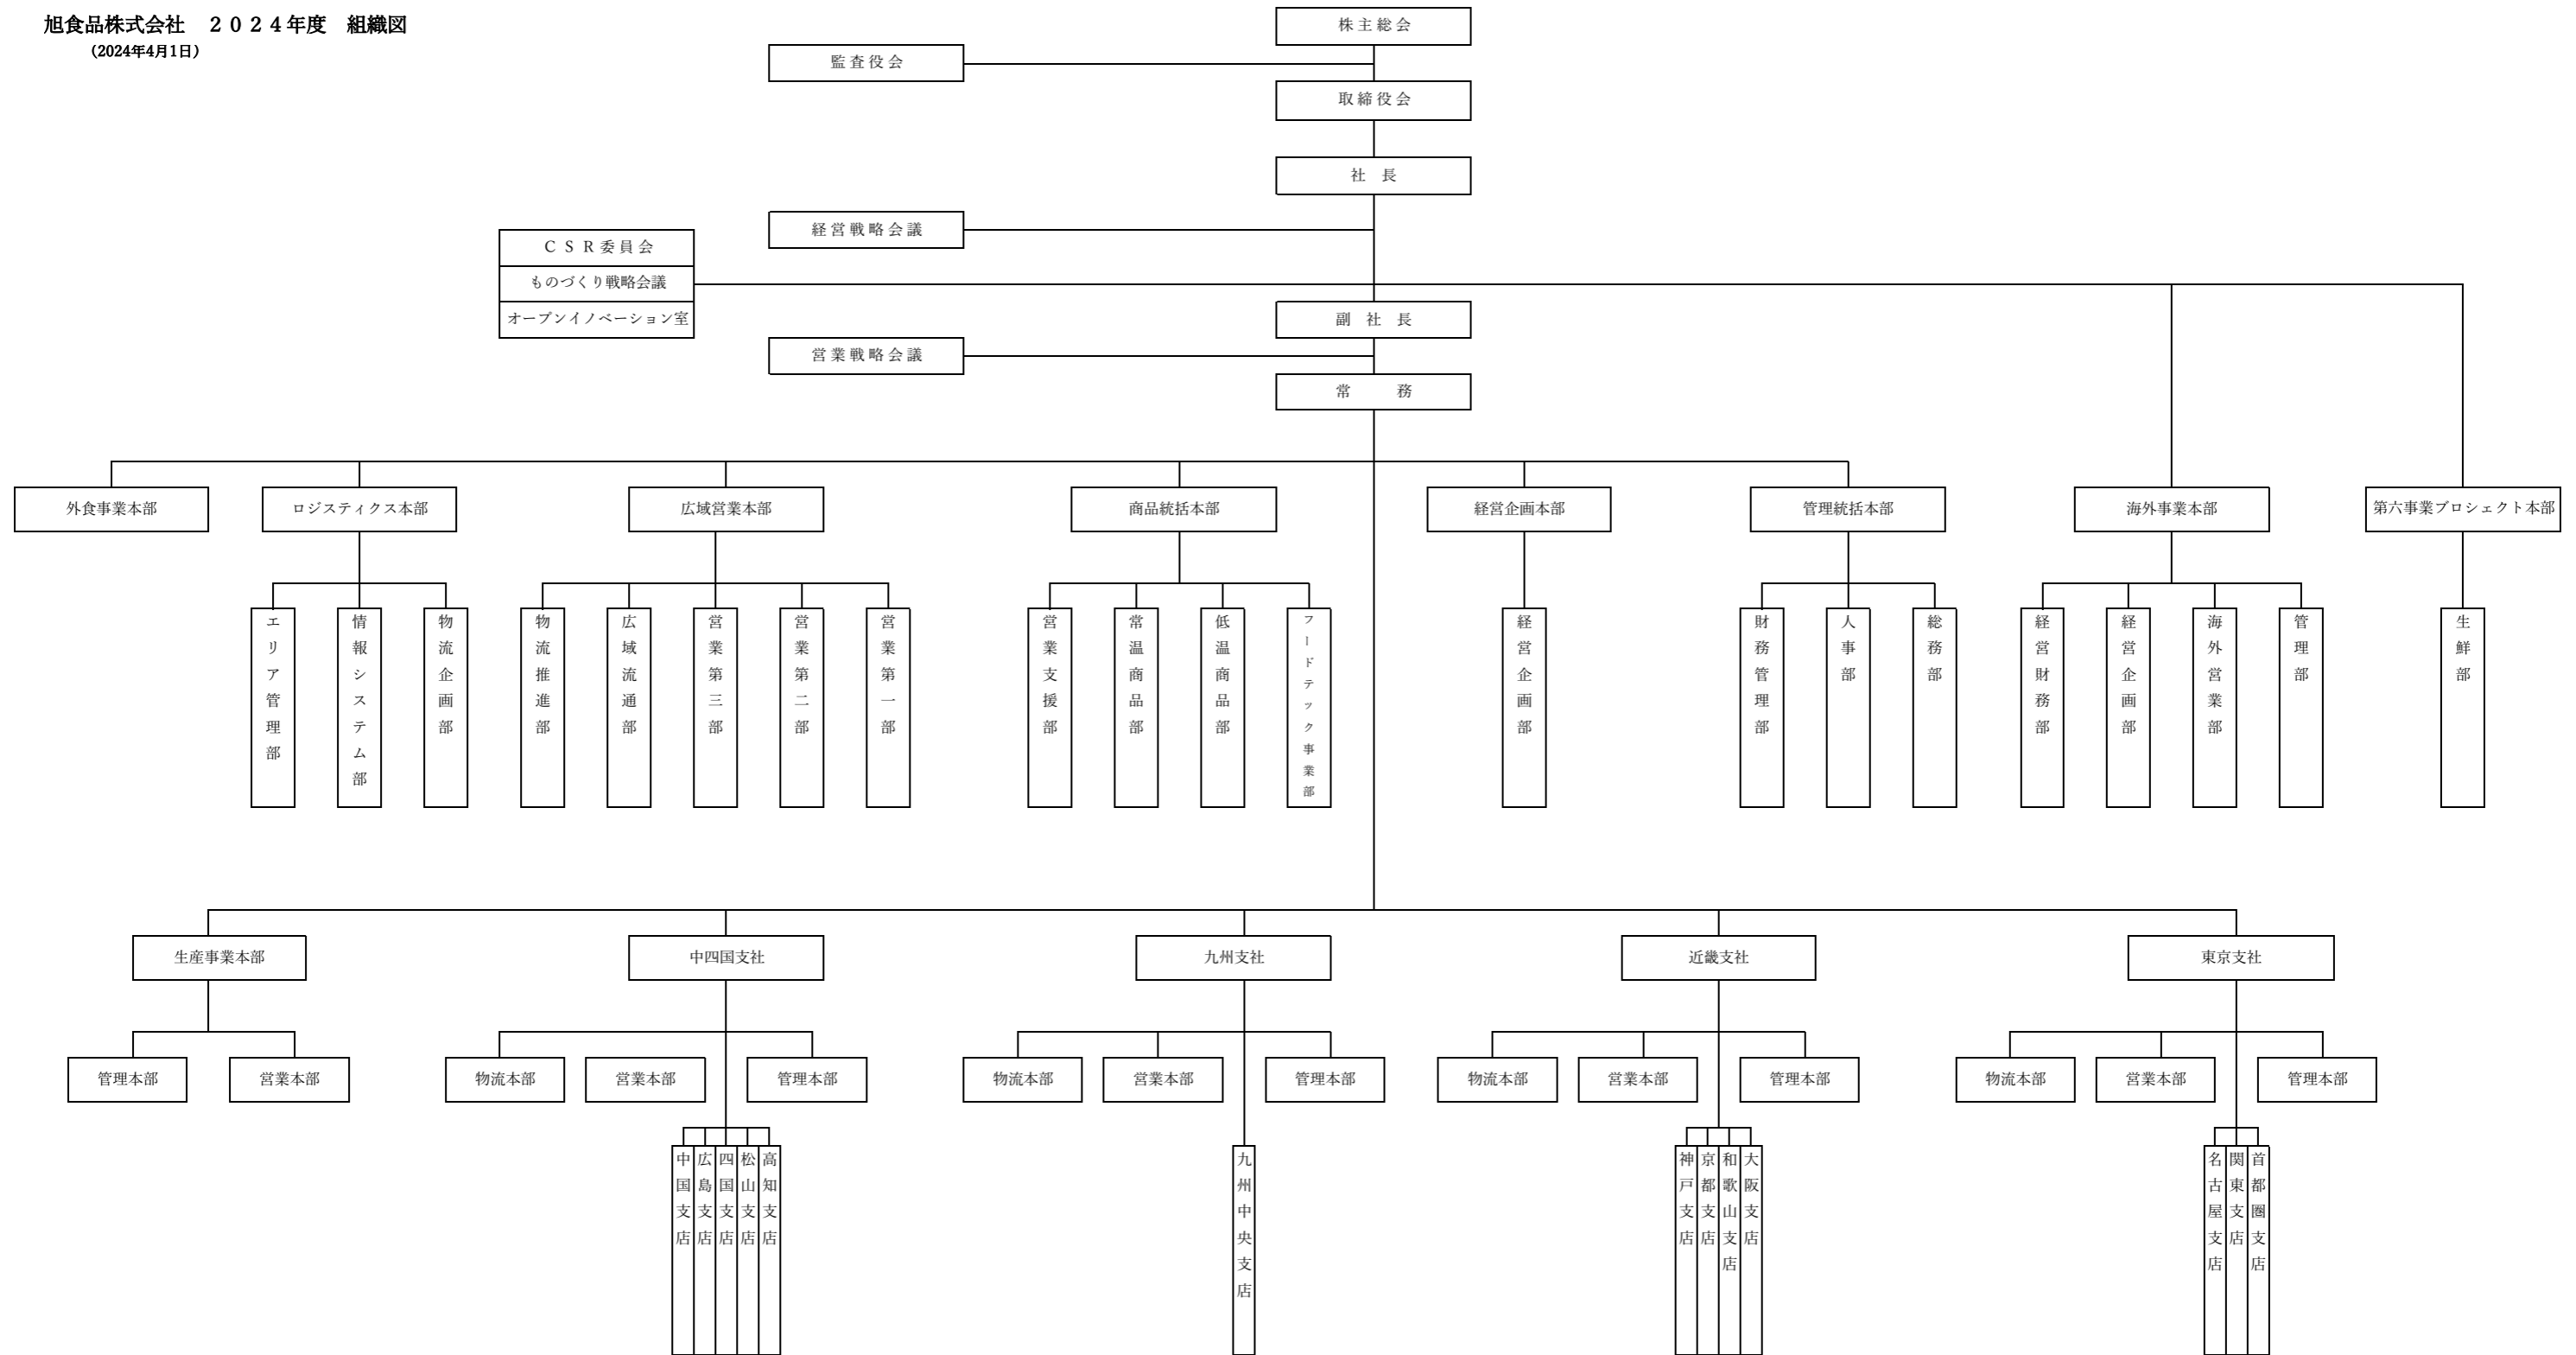 旭食品株式会社　２０２４年度　組織図
（2024年4月1日）
株主総会
監査役会
取締役会
社　長
経営戦略会議
ＣＳＲ委員会
ものづくり戦略会議
オープンイノベーション室
副　社　長
営業戦略会議
常　　務
外食事業本部
ロジスティクス本部
広域営業本部
商品統括本部
経営企画本部
管理統括本部
海外事業本部
第六事業プロジェクト本部
エリア管理部
情報システム部
物流企画部
物流推進部
広域流通部
営業第三部
営業第二部
営業第一部
営業支援部
常温商品部
低温商品部
フードテック事業部
経営企画部
財務管理部
人事部
総務部
経営財務部
経営企画部
海外営業部
管理部
生鮮部
生産事業本部
中四国支社
九州支社
近畿支社
東京支社
管理本部
営業本部
物流本部
営業本部
管理本部
物流本部
営業本部
管理本部
物流本部
営業本部
管理本部
物流本部
営業本部
管理本部
中国支店
広島支店
四国支店
松山支店
高知支店
九州中央支店
神戸支店
京都支店
和歌山支店
大阪支店
名古屋支店
関東支店
首都圏支店